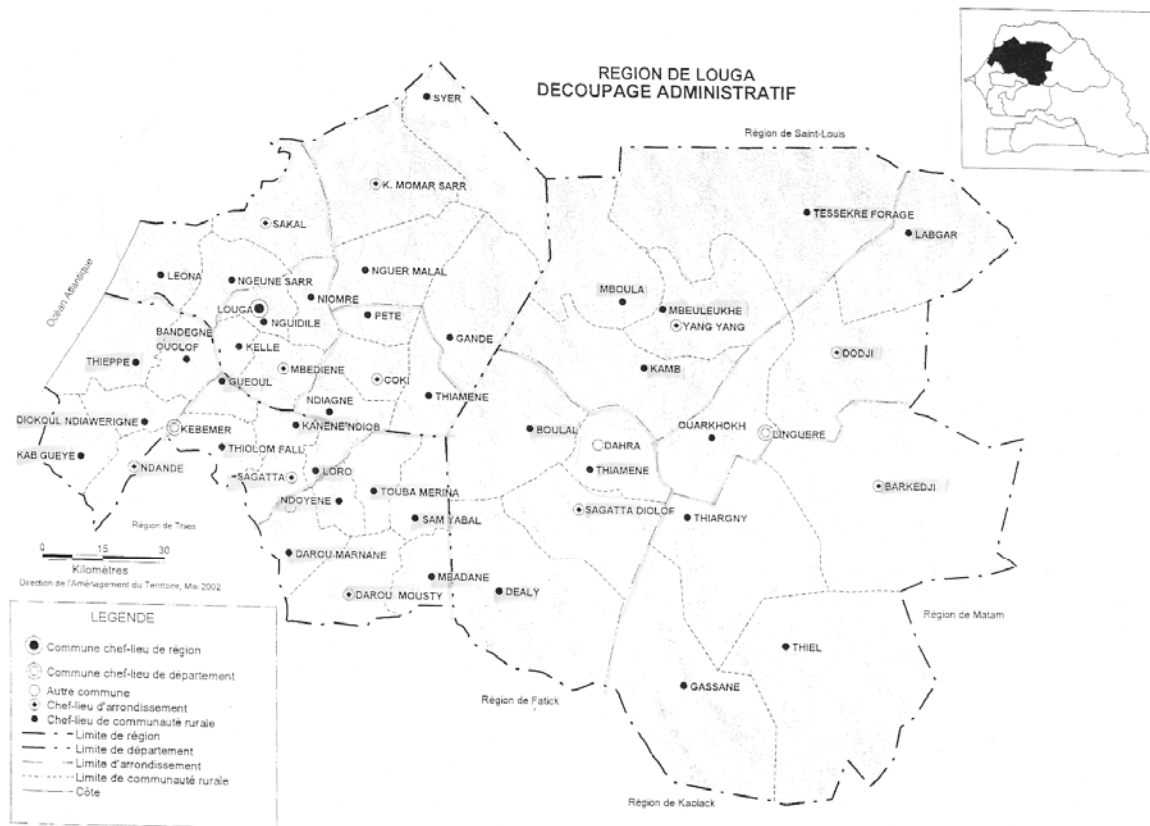 REGION DE LOUGA
DECOUPAGE ADMINISTRATIF
Région de Saint-Louis
SYER
K. MOMAR SARR
SAKAL
TESSEKRE FORAGE
LABGAR
LEONA
NGEUNE SARR
NGUER MALAL
NIOMRE
LOUGA
NGUIDILE
PETE
MBOULA
MBEULEUKHE
YANG YANG
Océan Atlantique
BANDEGNE
OUOLOF
KELLE
GANDE
THIEPPE
MBEDIENE
COKI
KAMB
DODJI
GUEOUL
NDIAGNE
THIAMENE
DIOKOUL NDIAWERIGNE
KEBEMER
KANENE NDIOB
BOULAL
DAHRA
OUARKHOKH
LINGUERE
KAB GUEYE
NDANDE
THIOLOM FALL
SAGATTA
LORO
THIAMENE
NDOYENE
TOUBA MERINA
SAGATTA DIOLOF
BARKEDJI
SAM YABAL
THIARGNY
Région de Thies
DAROU MARNANE
MBADANE
DAROU MOUSTY
DEALY
0 15 30
Kilomètres
Direction de l'Aménagement du Territoire, Mai 2002
Région de Matam
THIEL
GASSANE
Région de Fatick
Région de Kaolack
LEGENDE
Commune chef-lieu de région
Commune chef-lieu de département
Autre commune
Chef-lieu d'arrondissement
Chef-lieu de communauté rurale
Limite de région
Limite de département
Limite d'arrondissement
Limite de communauté rurale
Côte